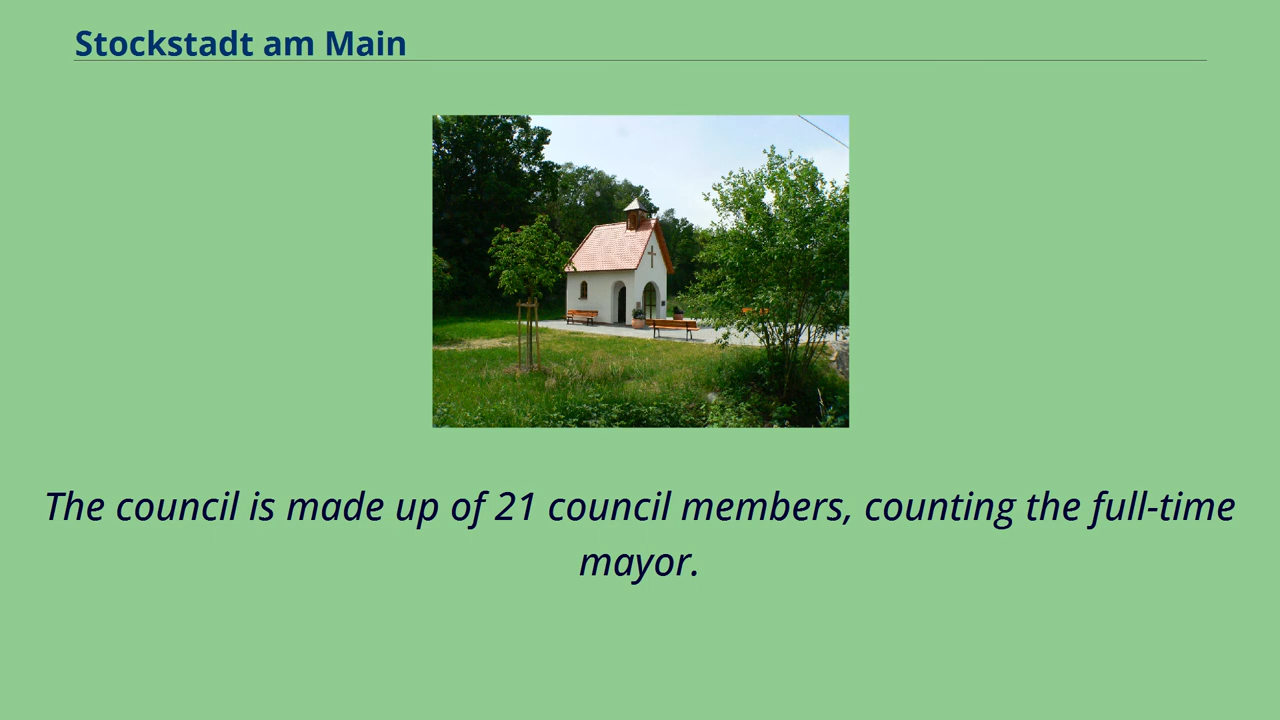 Stockstadt am Main
The council is made up of 21 council members, counting the full-time
mayor.